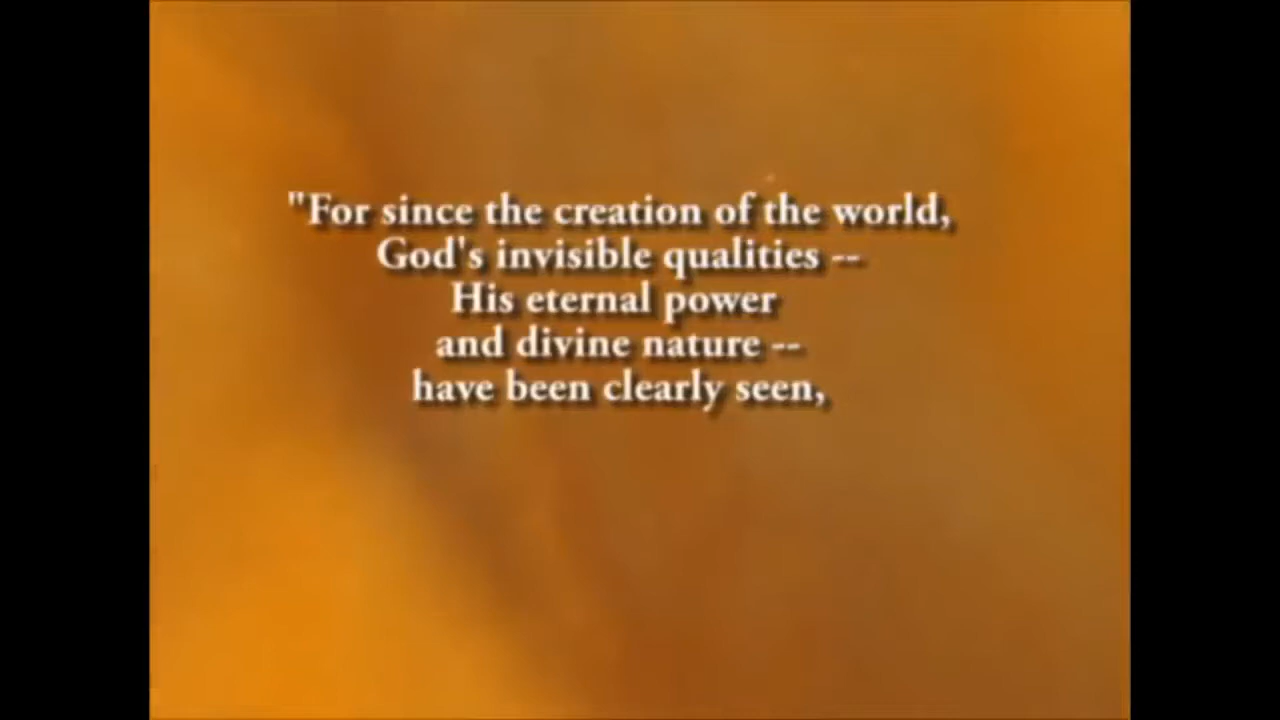 "For since the creation of the world,
God's invisible qualities --
His eternal power
and divine nature --
have been clearly seen,